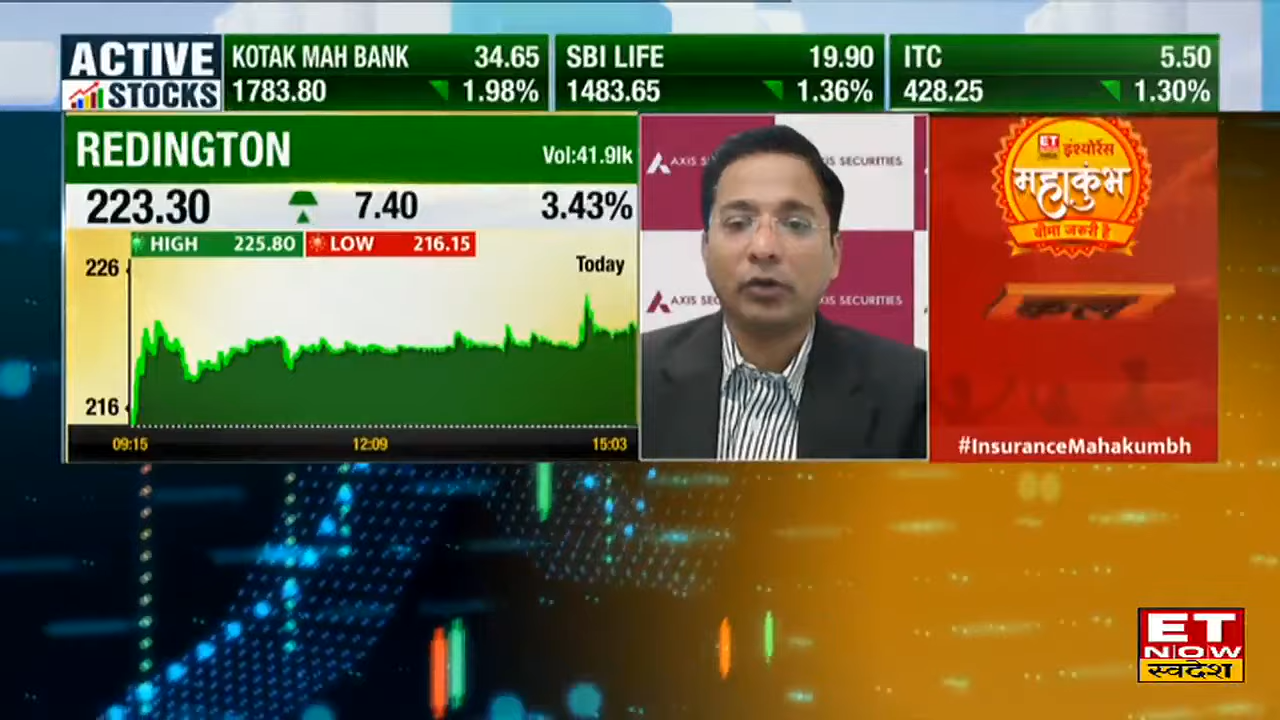 ACTIVE STOCKS
KOTAK MAH BANK 34.65
1783.80 1.98%
SBI LIFE 19.90
1483.65 1.36%
ITC 5.50
428.25 1.30%
REDINGTON Vol:41.9lk
223.30 7.40 3.43%
HIGH 225.80 LOW 216.15
226
Today
216
09:15 12:09 15:03
AXIS SECURITIES
AXIS SEC
ET NOW इंश्योरेंस
महाकुंभ
बीमा जरूरी है
#InsuranceMahakumbh
ET
NOW
स्वदेश